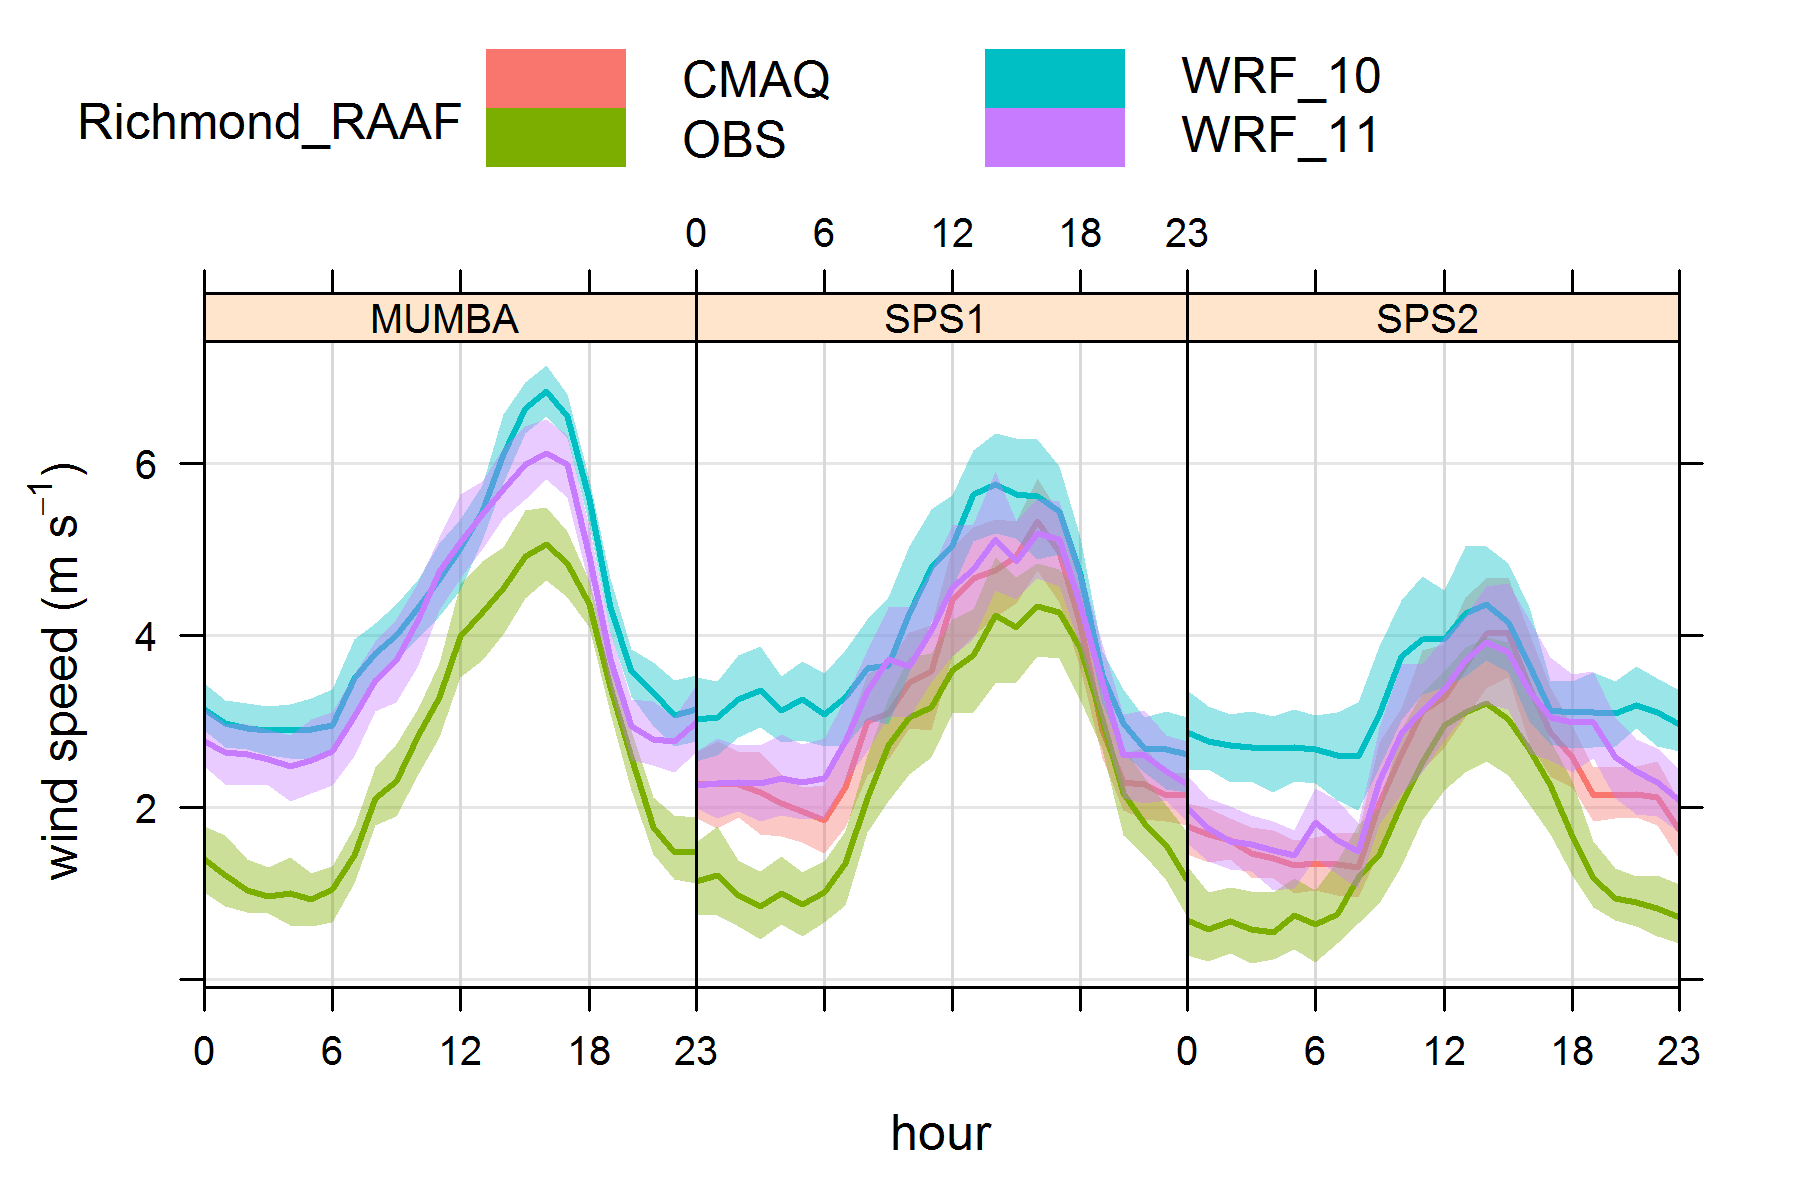 Richmond_RAAF
CMAQ
OBS
WRF_10
WRF_11
0 6 12 18 23
MUMBA SPS1 SPS2
wind speed (m s⁻¹)
6
4
2
0 6 12 18 23 0 6 12 18 23
hour